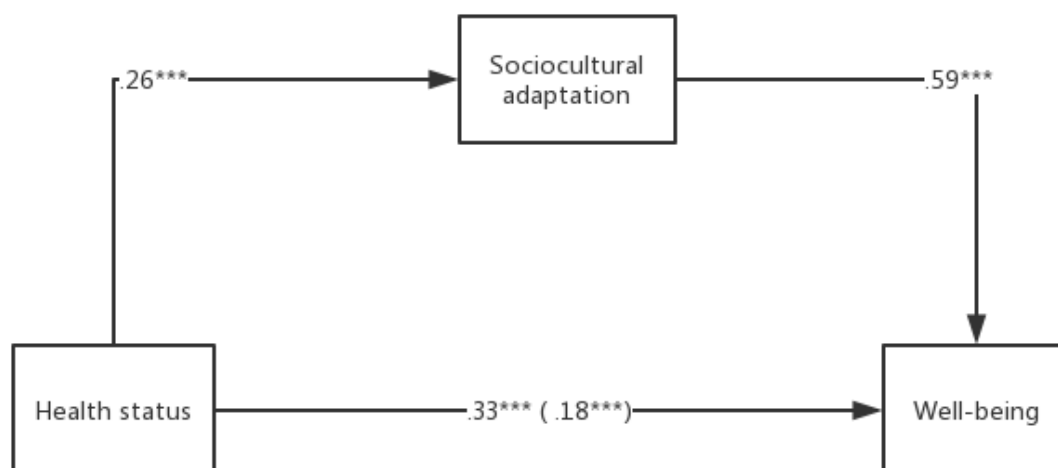 .26***
Sociocultural
adaptation
.59***
Health status
.33*** ( .18***)
Well-being